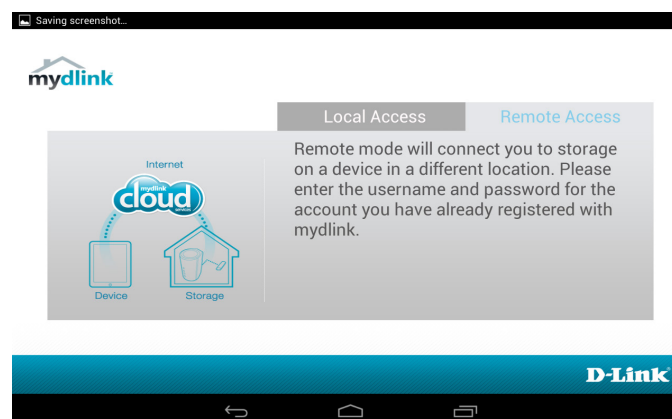 Saving screenshot...
mydlink
Local Access
Remote Access
Internet
mydlink
cloud
services
Device
Storage
Remote mode will connect you to storage
on a device in a different location. Please
enter the username and password for the
account you have already registered with
mydlink.
D-Link